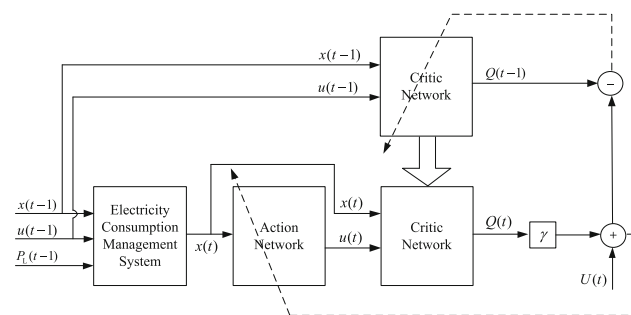 x(t−1)
u(t−1)
Critic
Network
Q(t−1)
−
x(t−1)
u(t−1)
P_L(t−1)
Electricity
Consumption
Management
System
x(t)
Action
Network
x(t)
u(t)
Critic
Network
Q(t)
γ
+
U(t)